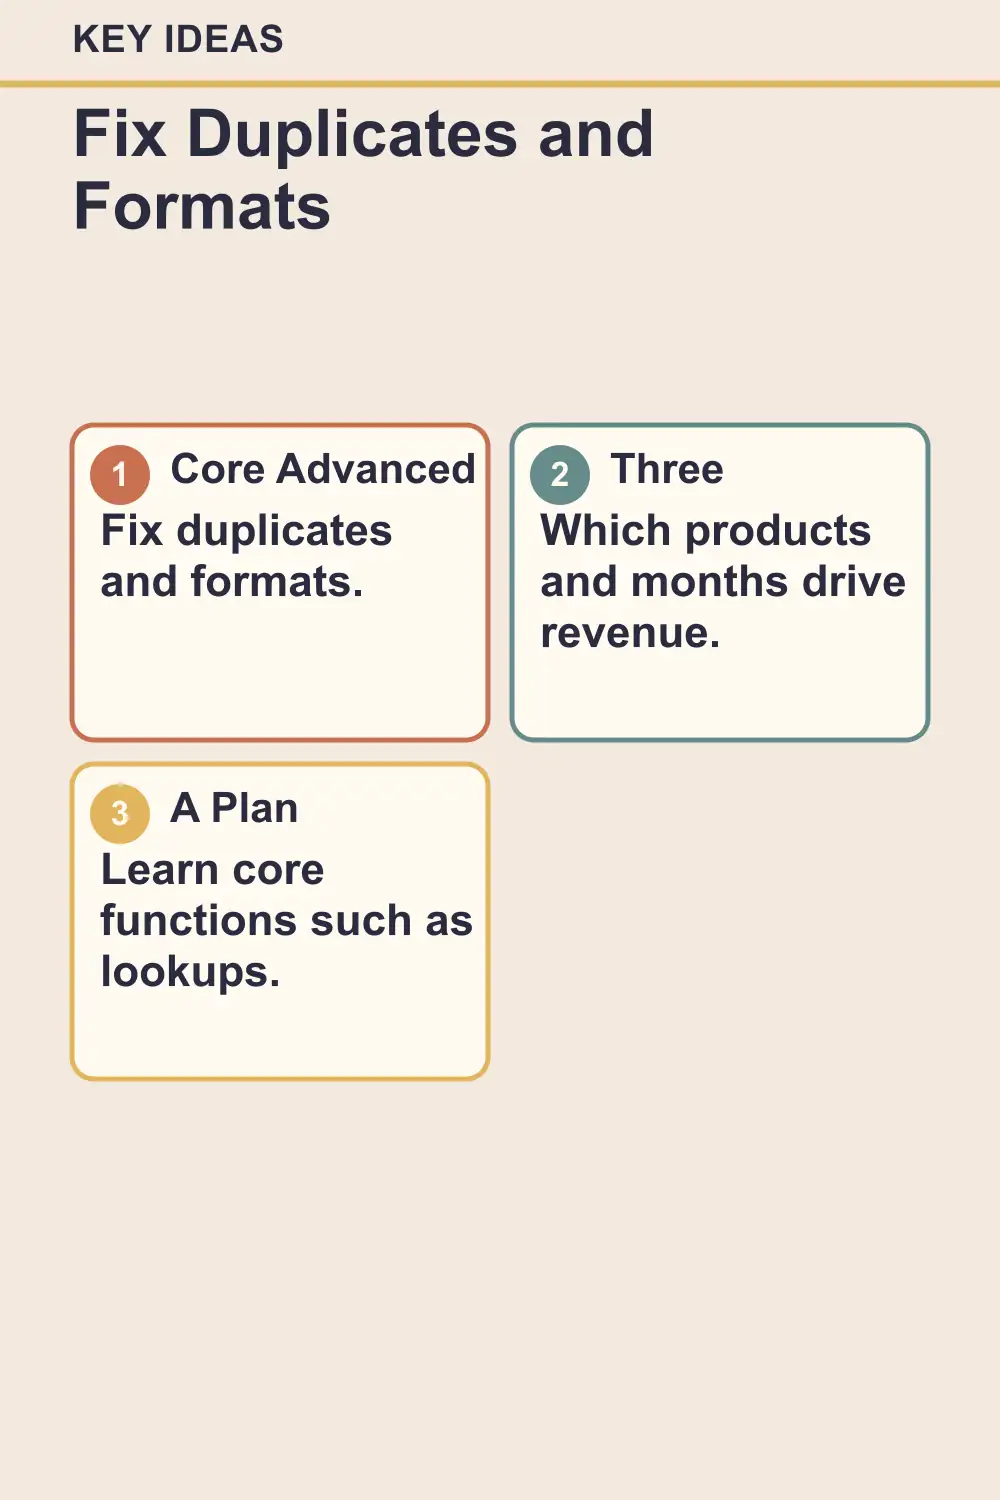 KEY IDEAS
Fix Duplicates and
Formats
1 Core Advanced
Fix duplicates
and formats.
2 Three
Which products
and months drive
revenue.
3 A Plan
Learn core
functions such as
lookups.